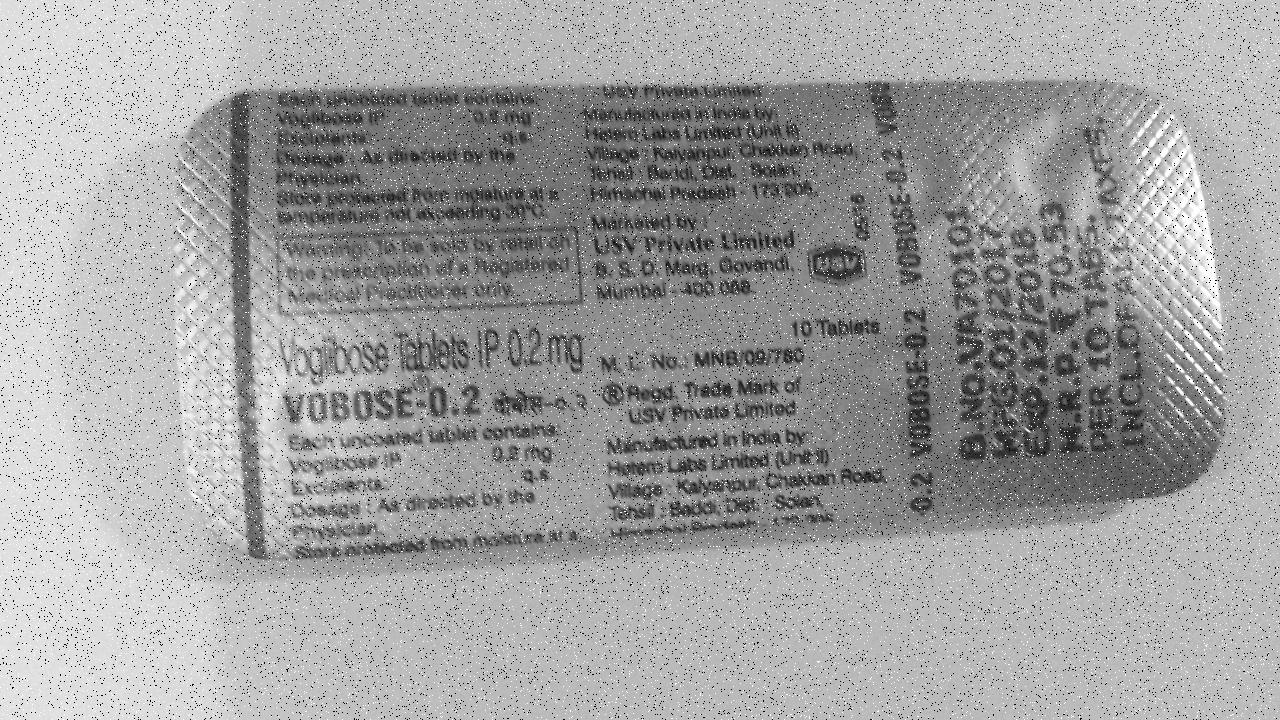 Each uncoated tablet contains:
Voglibose IP 0.2 mg
Excipients. q.s.
Dosage : As directed by the
Physician.
Store protected from moisture at a
temperature not exceeding 30°C.
Warning: To be sold by retail on
the prescription of a Registered
Medical Practitioner only.
Voglibose Tablets IP 0.2 mg
VOBOSE-0.2 वोबोस-०.२
Each uncoated tablet contains:
Voglibose IP 0.2 mg
Excipients. q.s.
Dosage : As directed by the
Physician.
Store protected from moisture at a
USV Private Limited
Manufactured in India by:
Hetero Labs Limited (Unit II)
Village : Kalyanpur, Chakkan Road,
Tehsil : Baddi, Dist. : Solan,
Himachal Pradesh - 173 205.
Marketed by :
USV Private Limited
B. S. D. Marg, Govandi,
Mumbai - 400 088.
10 Tablets
M. L. No.: MNB/09/780
® Regd. Trade Mark of
USV Private Limited
Manufactured in India by:
Hetero Labs Limited (Unit II)
Village : Kalyanpur, Chakkan Road,
Tehsil : Baddi, Dist. : Solan,
Himachal Pradesh - 173 205.
0.2 VOBOSE-0.2 VOBOSE-0.2 VOBO
B.NO.VA70101
MFG.01/2017
EXP.12/2018
M.R.P.₹ 70.53
PER 10 TABS.
INCL.OF ALL TAXES